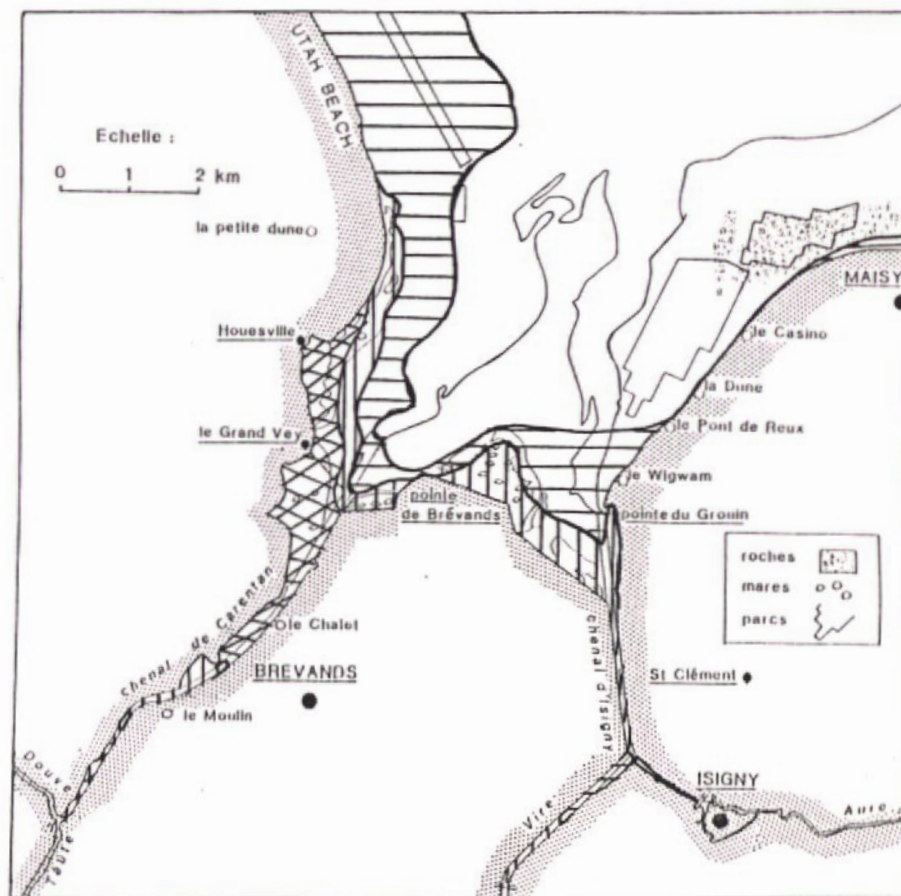 UTAH BEACH
Echelle :
0 1 2 km
la petite dune
MAISY
Houesville
le Casino
la Dune
le Grand Vey
le Pont de Reux
le Wigwam
pointe
de Brévands
pointe du Grouin
roches
mares
parcs
chenal de Carentan
le Chalet
chenal d'Isigny
BREVANDS
St Clément
le Moulin
Douve
Taute
Vire
ISIGNY
Aure